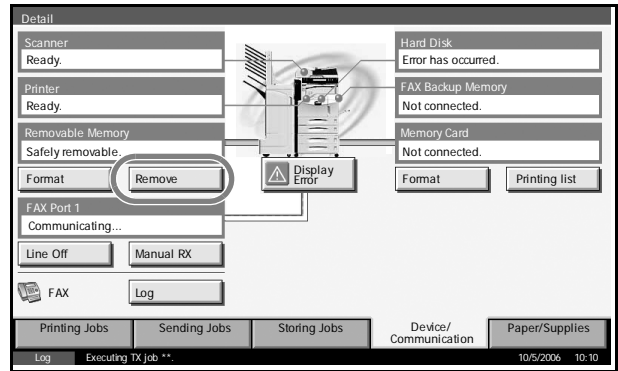 Detail
Scanner
Ready.
Hard Disk
Error has occurred.
Printer
Ready.
FAX Backup Memory
Not connected.
Removable Memory
Safely removable.
Memory Card
Not connected.
Format
Remove
Display
Error
Format
Printing list
FAX Port 1
Communicating...
Line Off
Manual RX
FAX
Log
Printing Jobs
Sending Jobs
Storing Jobs
Device/
Communication
Paper/Supplies
Log
Executing TX job **.
10/5/2006 10:10